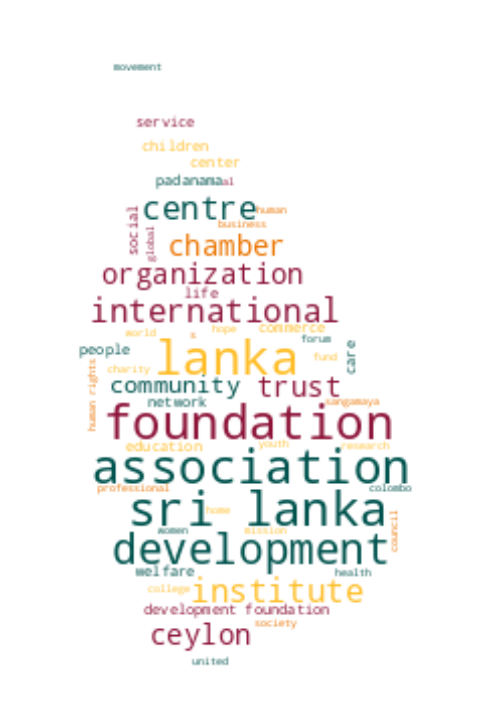 movement
service
children
center
padanama al
centre human
social
business
global
chamber
organization
life
international
world s hope commerce
forum
people lanka fund care
charity
human rights
community trust
network sangamaya
foundation
education youth research
association
professional colombo
sri lanka
home
women mission council
development
welfare health
college institute
development foundation
society
ceylon
united